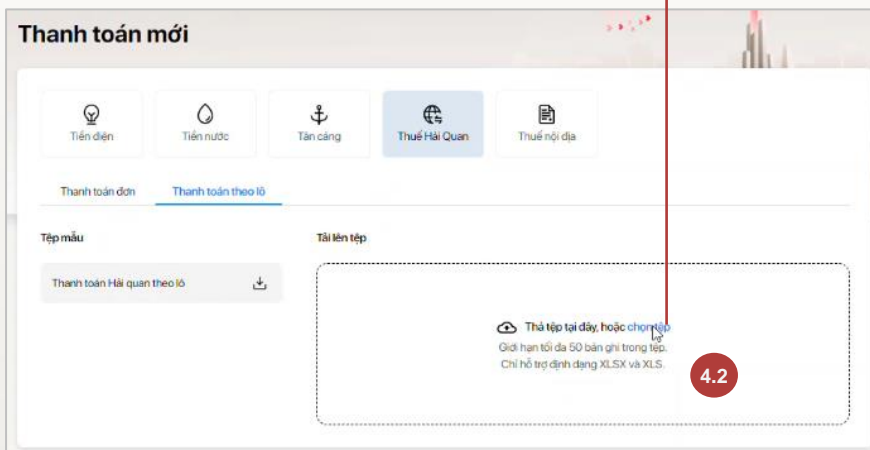 Thanh toán mới
Tiền điện
Tiền nước
Tân cảng
Thuế Hải Quan
Thuế nội địa
Thanh toán đơn
Thanh toán theo lô
Tệp mẫu
Tải lên tệp
Thanh toán Hải quan theo lô
Thả tệp tại đây, hoặc chọn tệp
Giới hạn tối đa 50 bản ghi trong tệp.
Chỉ hỗ trợ định dạng XLSX và XLS.
4.2